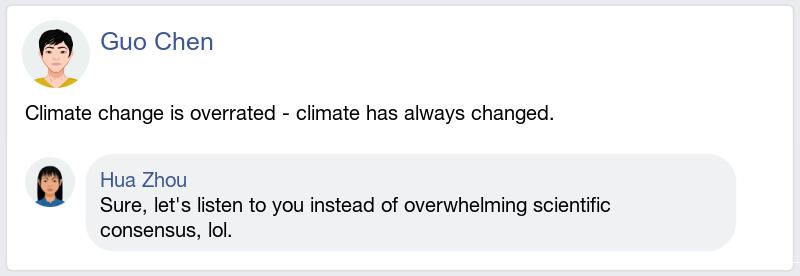 Guo Chen
Climate change is overrated - climate has always changed.
Hua Zhou
Sure, let's listen to you instead of overwhelming scientific
consensus, lol.